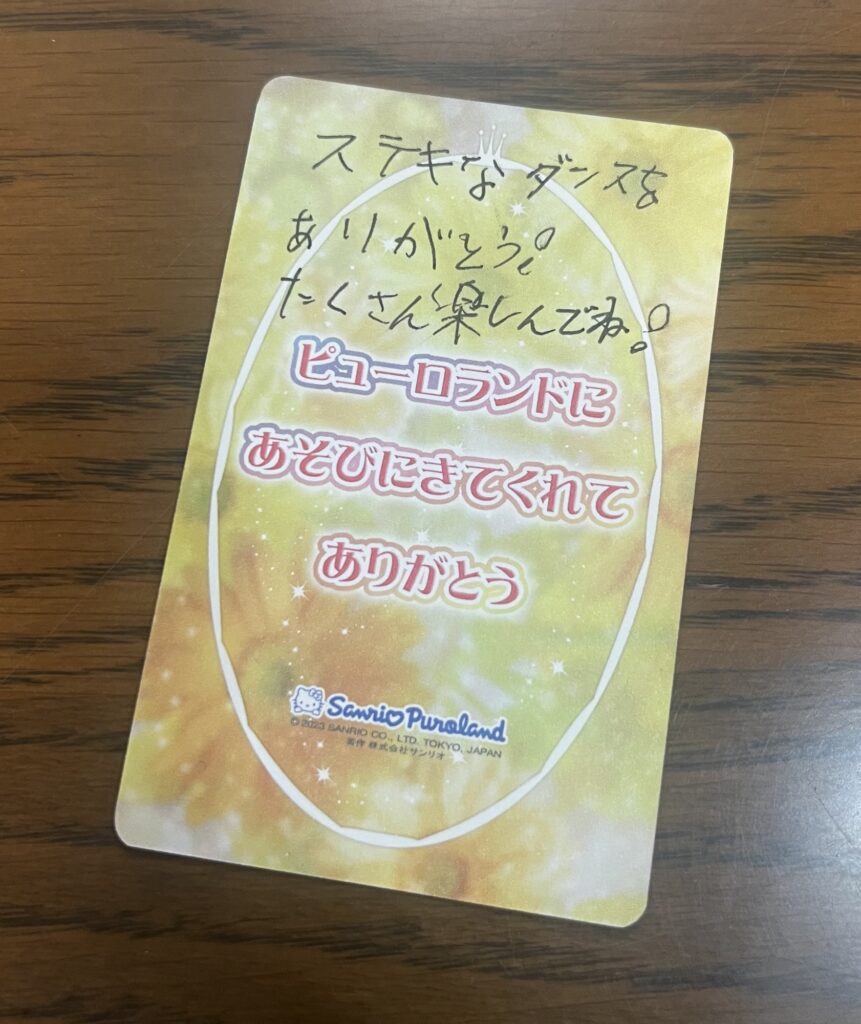 ステキなダンスを
ありがとう!
たくさん楽しんでね!
ピューロランドに
あそびにきてくれて
ありがとう
Sanrio Puroland
© 2023 SANRIO CO., LTD. TOKYO, JAPAN
著作 株式会社サンリオ